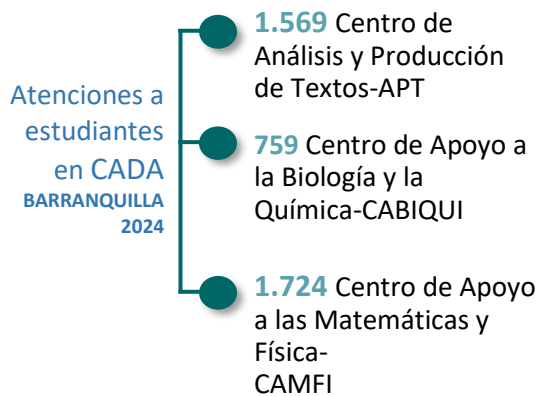 Atenciones a
estudiantes
en CADA
BARRANQUILLA
2024
1.569 Centro de
Análisis y Producción
de Textos-APT
759 Centro de Apoyo a
la Biología y la
Química-CABIQUI
1.724 Centro de Apoyo
a las Matemáticas y
Física-
CAMFI